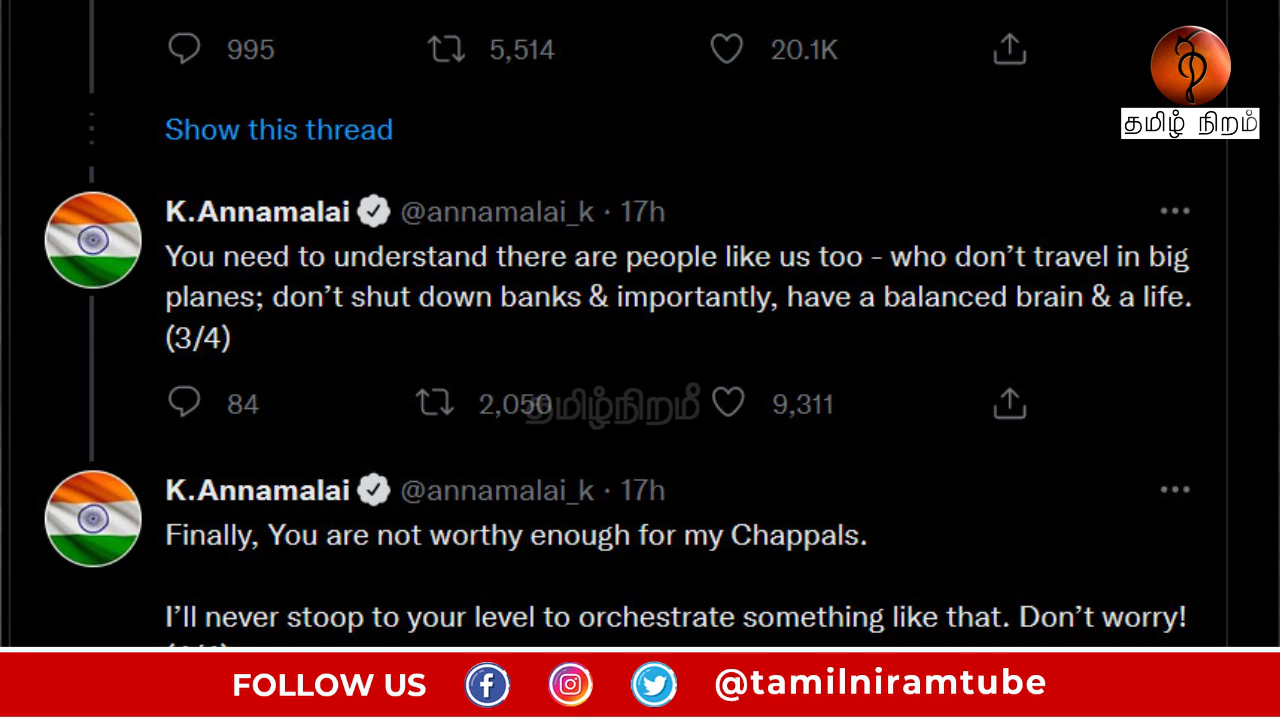 995 5,514 20.1K
தமிழ் நிறம்
Show this thread
K.Annamalai @annamalai_k · 17h
You need to understand there are people like us too - who don’t travel in big
planes; don’t shut down banks & importantly, have a balanced brain & a life.
(3/4)
84 2,050 9,311
தமிழ்நிறம்
K.Annamalai @annamalai_k · 17h
Finally, You are not worthy enough for my Chappals.
I’ll never stoop to your level to orchestrate something like that. Don’t worry!
FOLLOW US @tamilniramtube